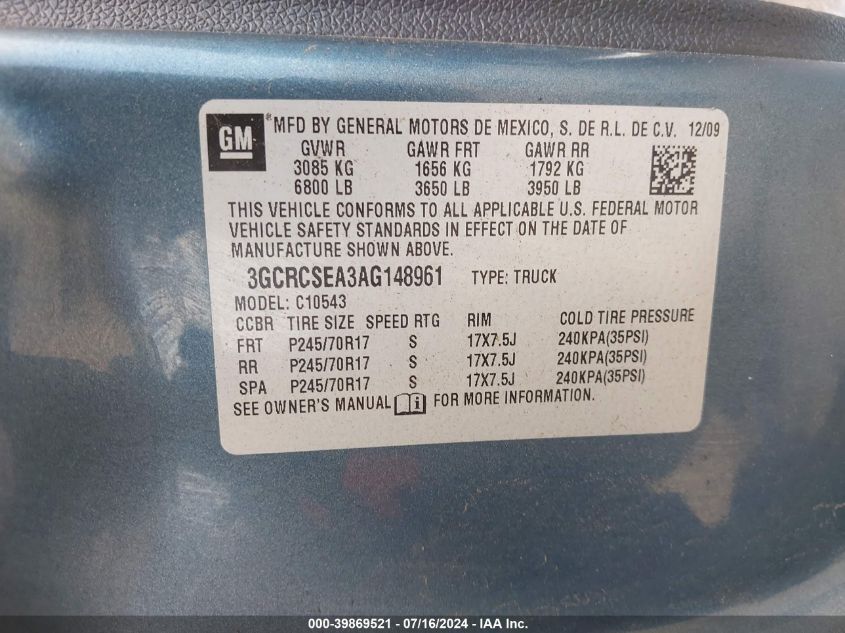 GM ® MFD BY GENERAL MOTORS DE MEXICO, S. DE R.L. DE C.V. 12/09
GVWR GAWR FRT GAWR RR
3085 KG 1656 KG 1792 KG
6800 LB 3650 LB 3950 LB
THIS VEHICLE CONFORMS TO ALL APPLICABLE U.S. FEDERAL MOTOR
VEHICLE SAFETY STANDARDS IN EFFECT ON THE DATE OF
MANUFACTURE SHOWN ABOVE.
3GCRCSEA3AG148961 TYPE: TRUCK
MODEL: C10543
CCBR TIRE SIZE SPEED RTG RIM COLD TIRE PRESSURE
FRT P245/70R17 S 17X7.5J 240KPA(35PSI)
RR P245/70R17 S 17X7.5J 240KPA(35PSI)
SPA P245/70R17 S 17X7.5J 240KPA(35PSI)
SEE OWNER'S MANUAL i FOR MORE INFORMATION.
000-39869521 - 07/16/2024 - IAAI.com